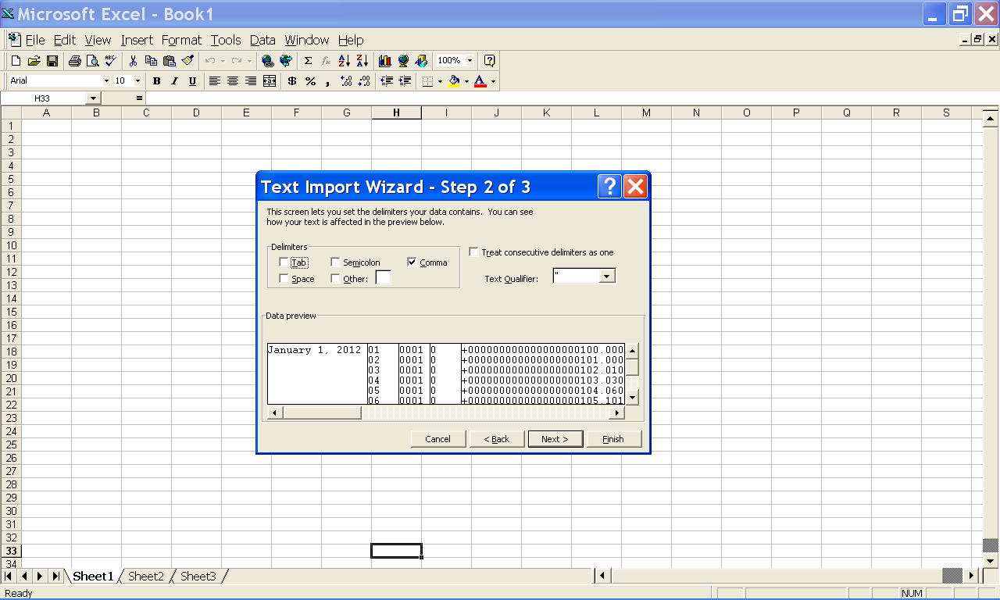 Microsoft Excel - Book1
File Edit View Insert Format Tools Data Window Help
100%
Arial 10 B I U $ % ,
H33 =
A B C D E F G H I J K L M N O P Q R S
1
2
3
4
5
6
7
8
9
10
11
12
13
14
15
16
17
18
19
20
21
22
23
24
25
26
27
28
29
30
31
32
33
34
Text Import Wizard - Step 2 of 3
This screen lets you set the delimiters your data contains. You can see
how your text is affected in the preview below.
Delimiters
Tab Semicolon Comma
Space Other:
Treat consecutive delimiters as one
Text Qualifier: "
Data preview
January 1, 2012 01 0001 0 +0000000000000000000100.000
02 0001 0 +0000000000000000000101.000
03 0001 0 +0000000000000000000102.010
04 0001 0 +0000000000000000000103.030
05 0001 0 +0000000000000000000104.060
06 0001 0 +0000000000000000000105.101
Cancel < Back Next > Finish
Sheet1 Sheet2 Sheet3
Ready NUM